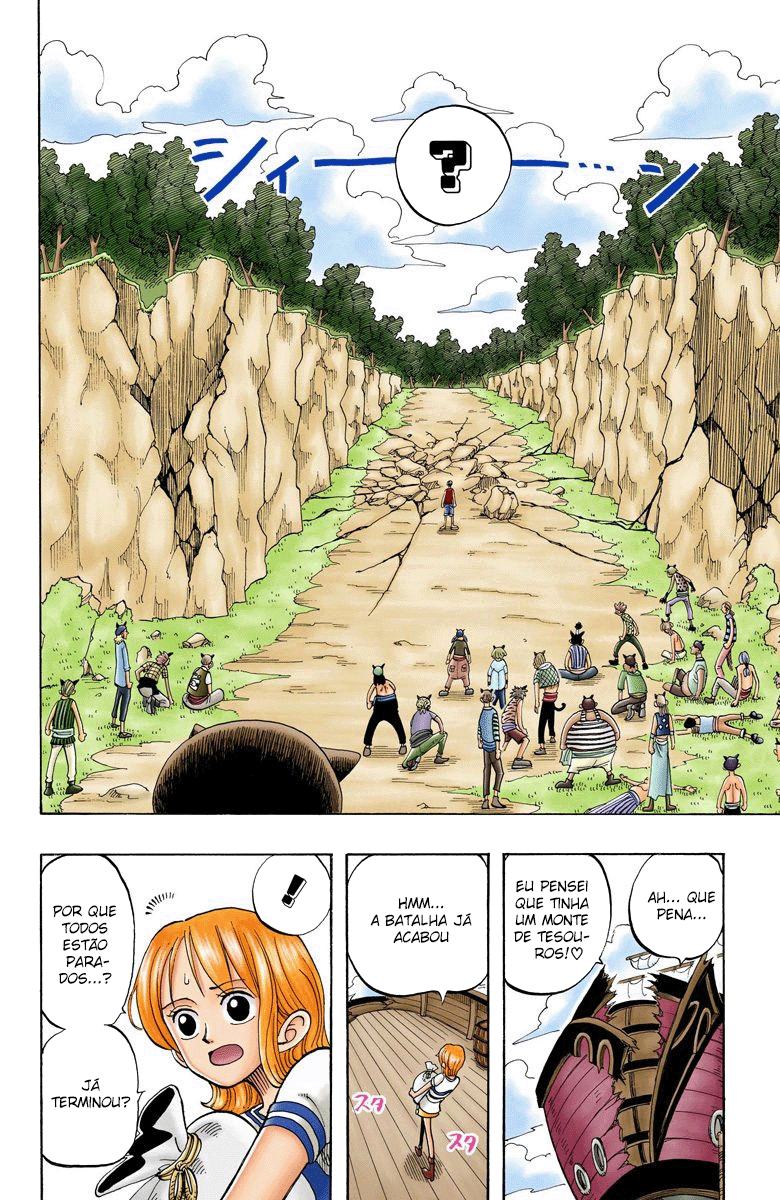 シィーーー…ーン
?
AH... QUE
PENA...
EU PENSEI
QUE TINHA
UM MONTE
DE TESOU-
ROS!♡
HMM...
A BATALHA JÁ
ACABOU
スタ
スタ
!
POR QUE
TODOS
ESTÃO
PARA-
DOS...?
JÁ
TERMINOU?